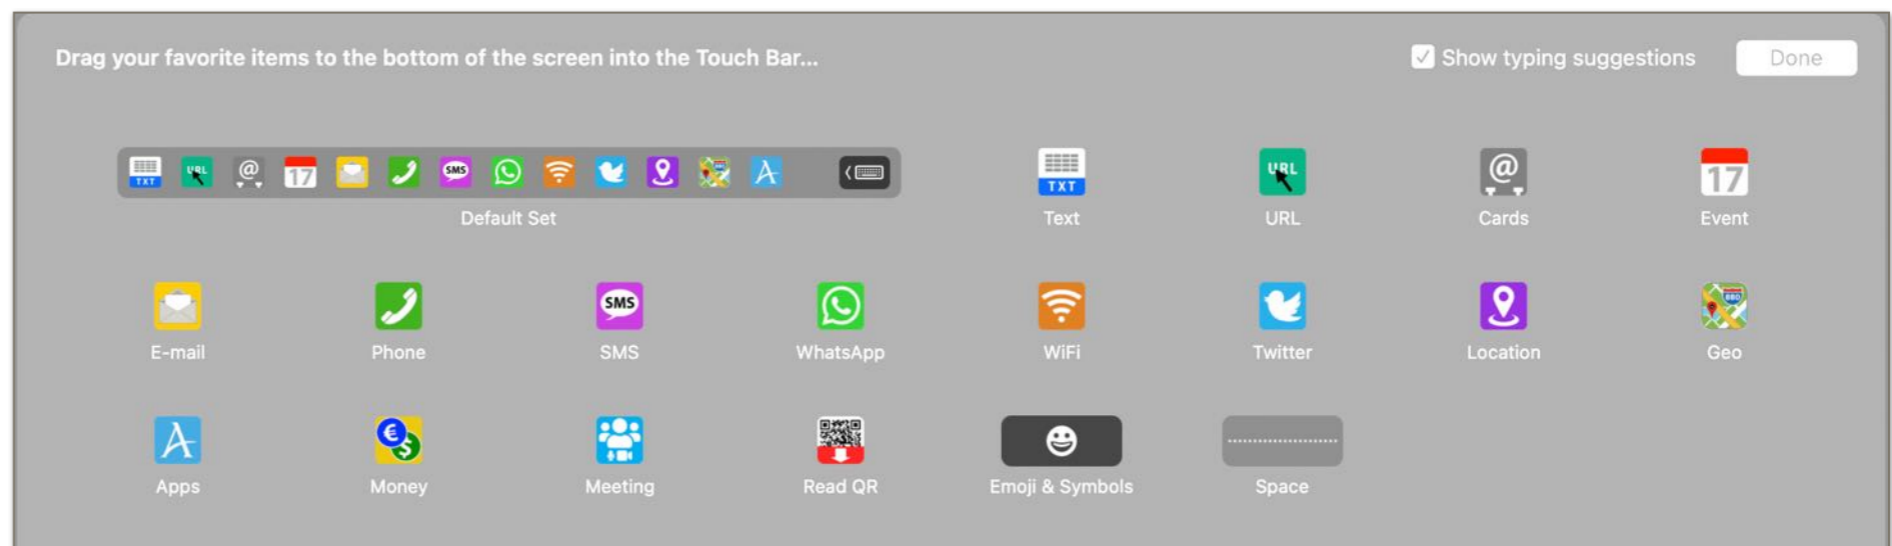 Drag your favorite items to the bottom of the screen into the Touch Bar...
Show typing suggestions
Done
TXT URL @ 17 SMS
Default Set
TXT
Text
URL
URL
@
Cards
17
Event
E-mail
Phone
SMS
SMS
WhatsApp
WiFi
Twitter
Location
880
Geo
A
Apps
€ $
Money
Meeting
Read QR
Emoji & Symbols
Space